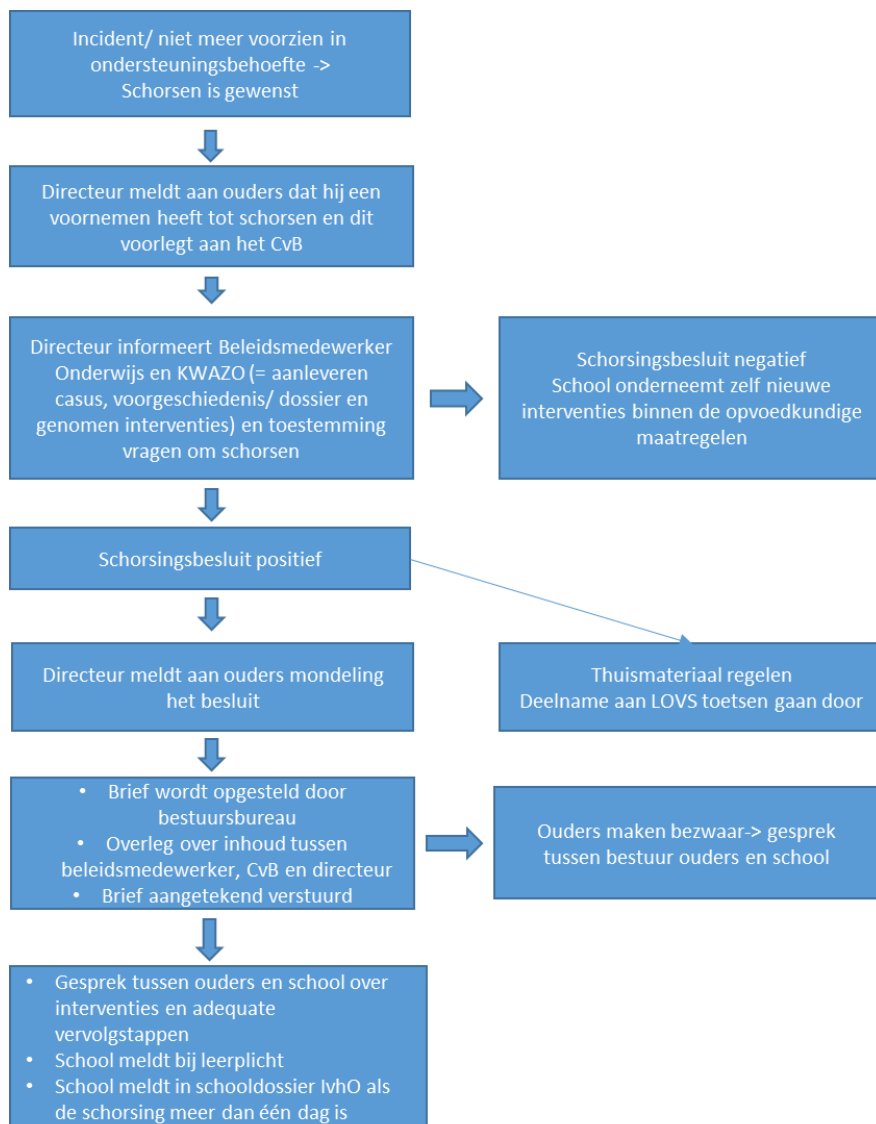 Incident/ niet meer voorzien in
ondersteuningsbehoefte ->
Schorsen is gewenst
Directeur meldt aan ouders dat hij een
voornemen heeft tot schorsen en dit
voorlegt aan het CvB
Directeur informeert Beleidsmedewerker
Onderwijs en KWAZO (= aanleveren
casus, voorgeschiedenis/ dossier en
genomen interventies) en toestemming
vragen om schorsen
Schorsingsbesluit negatief
School onderneemt zelf nieuwe
interventies binnen de opvoedkundige
maatregelen
Schorsingsbesluit positief
Directeur meldt aan ouders mondeling
het besluit
Thuismateriaal regelen
Deelname aan LOVS toetsen gaan door
• Brief wordt opgesteld door
bestuursbureau
• Overleg over inhoud tussen
beleidsmedewerker, CvB en directeur
• Brief aangetekend verstuurd
Ouders maken bezwaar-> gesprek
tussen bestuur ouders en school
• Gesprek tussen ouders en school over
interventies en adequate
vervolgstappen
• School meldt bij leerplicht
• School meldt in schooldossier IvhO als
de schorsing meer dan één dag is